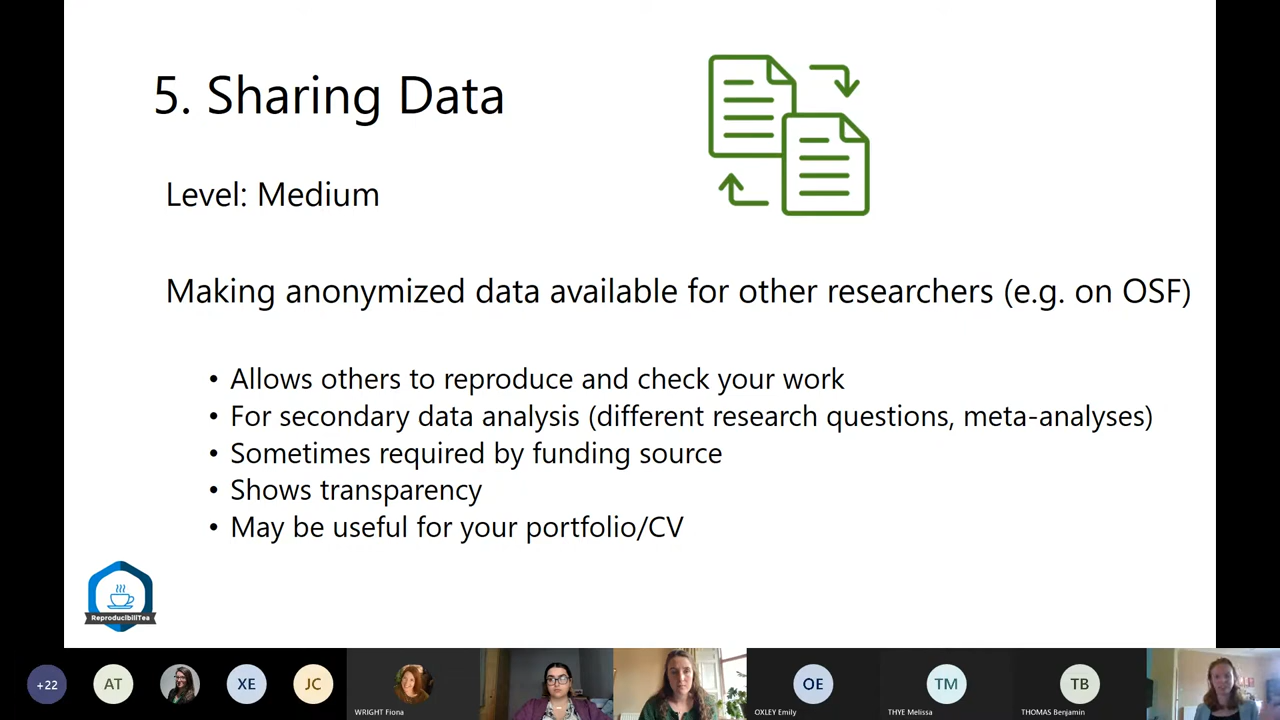 5. Sharing Data
Level: Medium
Making anonymized data available for other researchers (e.g. on OSF)
• Allows others to reproduce and check your work
• For secondary data analysis (different research questions, meta-analyses)
• Sometimes required by funding source
• Shows transparency
• May be useful for your portfolio/CV
ReproducibiliTea
+22
AT
XE
JC
WRIGHT Fiona
OE
OXLEY Emily
TM
THYE Melissa
TB
THOMAS Benjamin